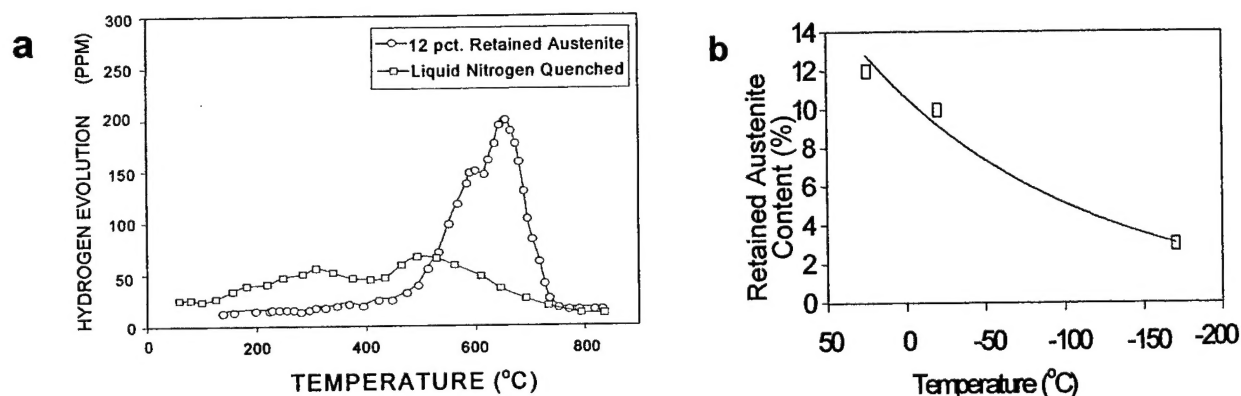 a
300
250
200
150
100
50
0
HYDROGEN EVOLUTION (PPM)
12 pct. Retained Austenite
Liquid Nitrogen Quenched
0 200 400 600 800
TEMPERATURE (°C)
b
14
12
10
8
6
4
2
0
Retained Austenite
Content (%)
50 0 -50 -100 -150 -200
Temperature (°C)